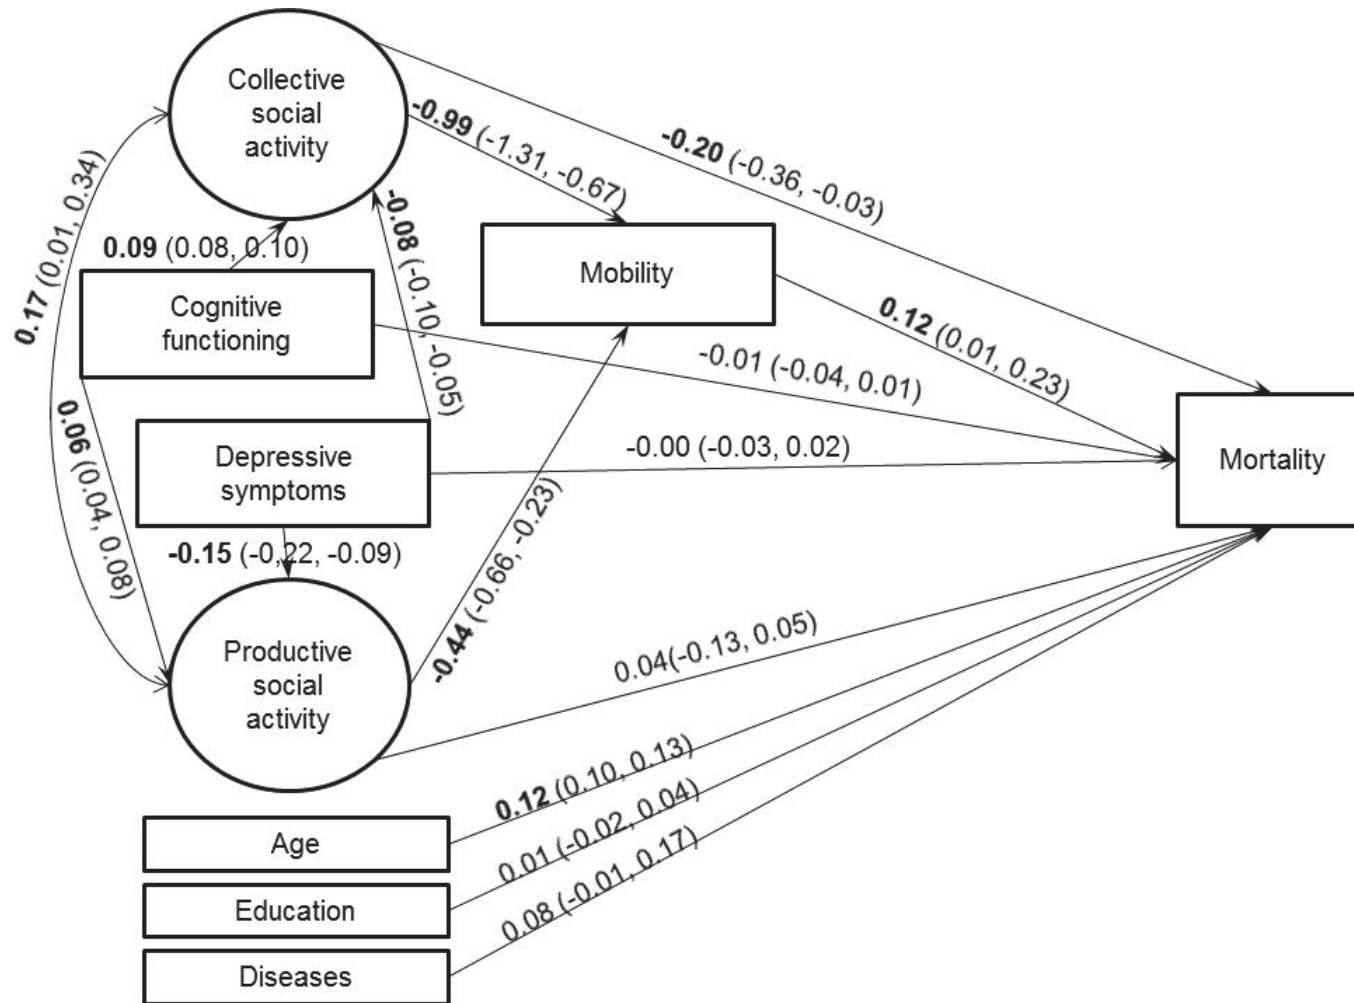 Collective
social
activity
-0.99 (-1.31, -0.67)
-0.20 (-0.36, -0.03)
0.17 (0.01, 0.34)
0.09 (0.08, 0.10)
-0.08 (-0.10, -0.05)
Mobility
Cognitive
functioning
0.12 (0.01, 0.23)
-0.01 (-0.04, 0.01)
0.06 (0.04, 0.08)
Depressive
symptoms
-0.00 (-0.03, 0.02)
Mortality
-0.15 (-0,22, -0.09)
-0.44 (-0.66, -0.23)
Productive
social
activity
0.04(-0.13, 0.05)
0.12 (0.10, 0.13)
Age
0.01 (-0.02, 0.04)
Education
0.08 (-0.01, 0.17)
Diseases